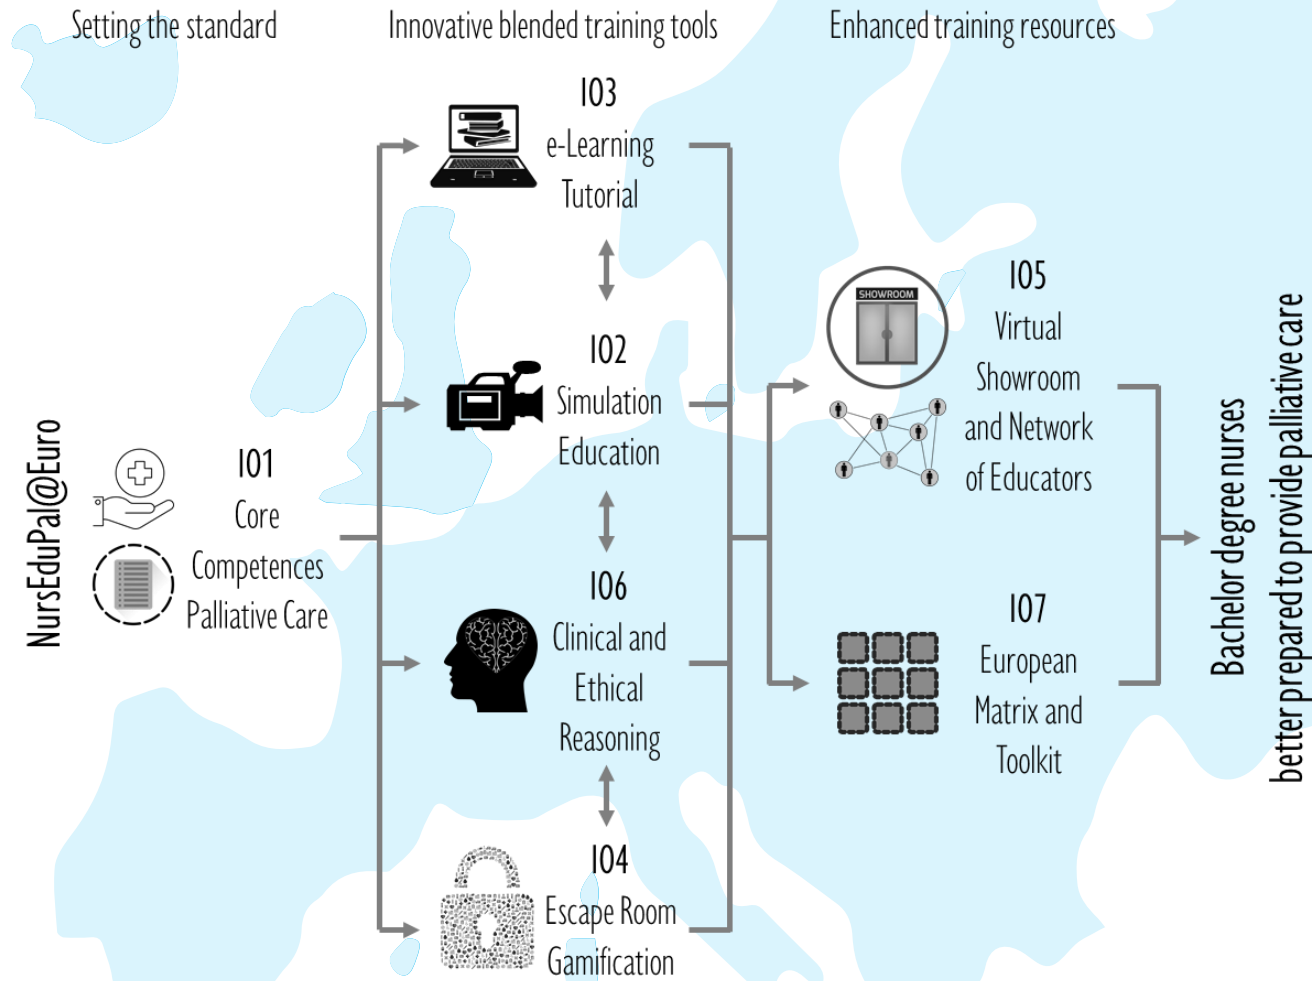 Setting the standard
Innovative blended training tools
Enhanced training resources
NursEduPal@Euro
IO1
Core
Competences
Palliative Care
IO3
e-Learning
Tutorial
IO2
Simulation
Education
IO6
Clinical and
Ethical
Reasoning
IO4
Escape Room
Gamification
SHOWROOM
IO5
Virtual
Showroom
and Network
of Educators
IO7
European
Matrix and
Toolkit
Bachelor degree nurses
better prepared to provide palliative care